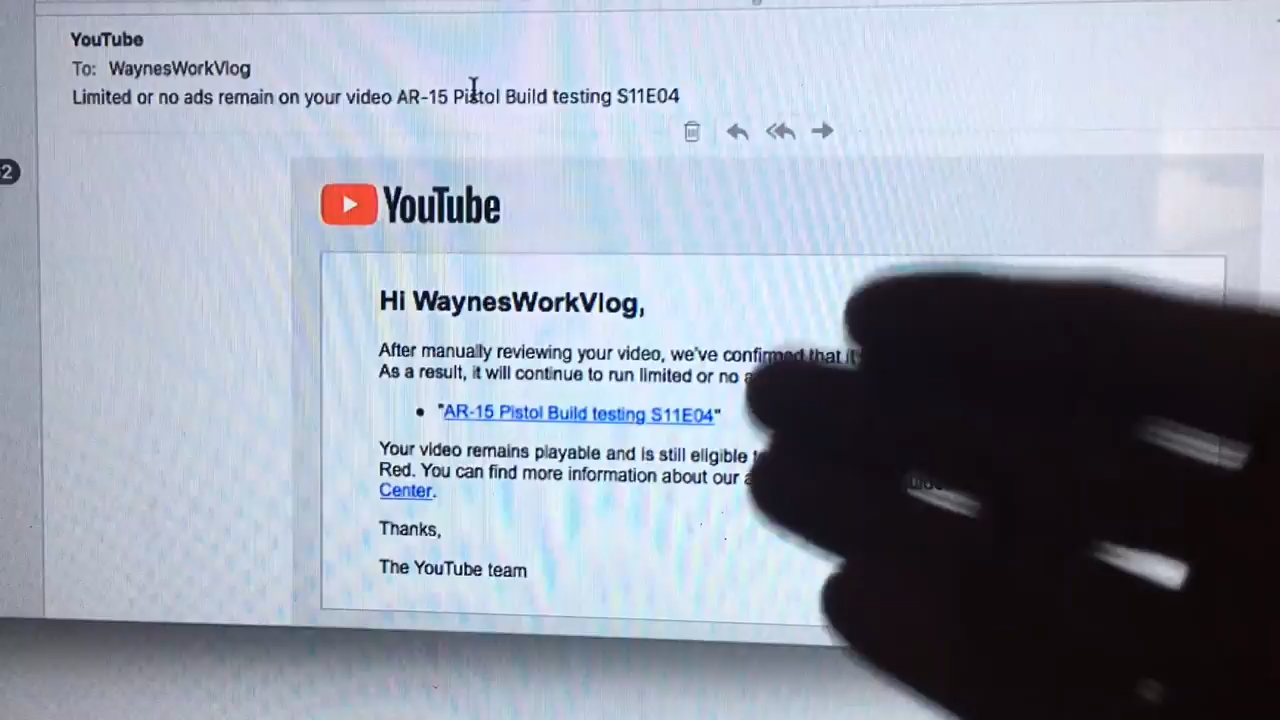 YouTube
To: WaynesWorkVlog
Limited or no ads remain on your video AR-15 Pistol Build testing S11E04
2
YouTube
Hi WaynesWorkVlog,
After manually reviewing your video, we've confirmed that
As a result, it will continue to run limited or no
• "AR-15 Pistol Build testing S11E04"
Your video remains playable and is still eligible
Red. You can find more information about our
Center.
Thanks,
The YouTube team